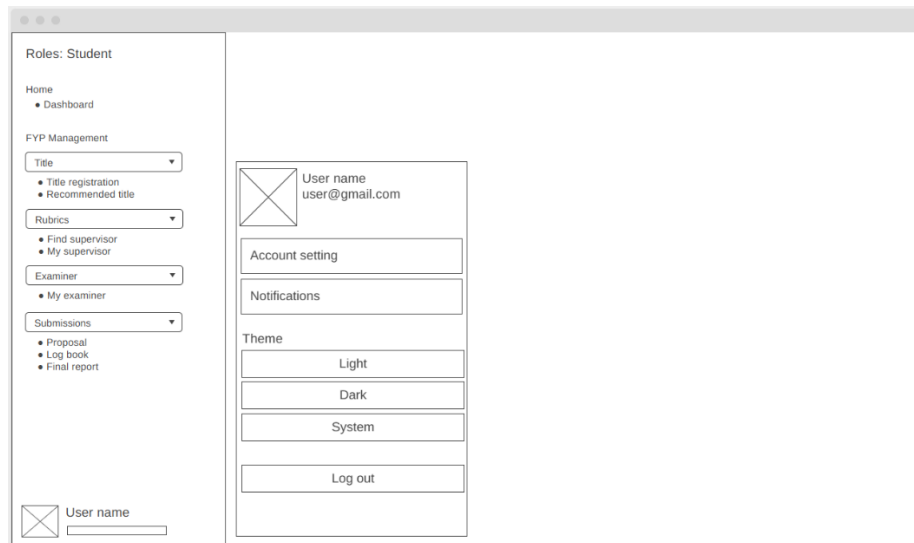 Roles: Student
Home
Dashboard
FYP Management
Title
Title registration
Recommended title
Rubrics
Find supervisor
My supervisor
Examiner
My examiner
Submissions
Proposal
Log book
Final report
User name
User name
user@gmail.com
Account setting
Notifications
Theme
Light
Dark
System
Log out